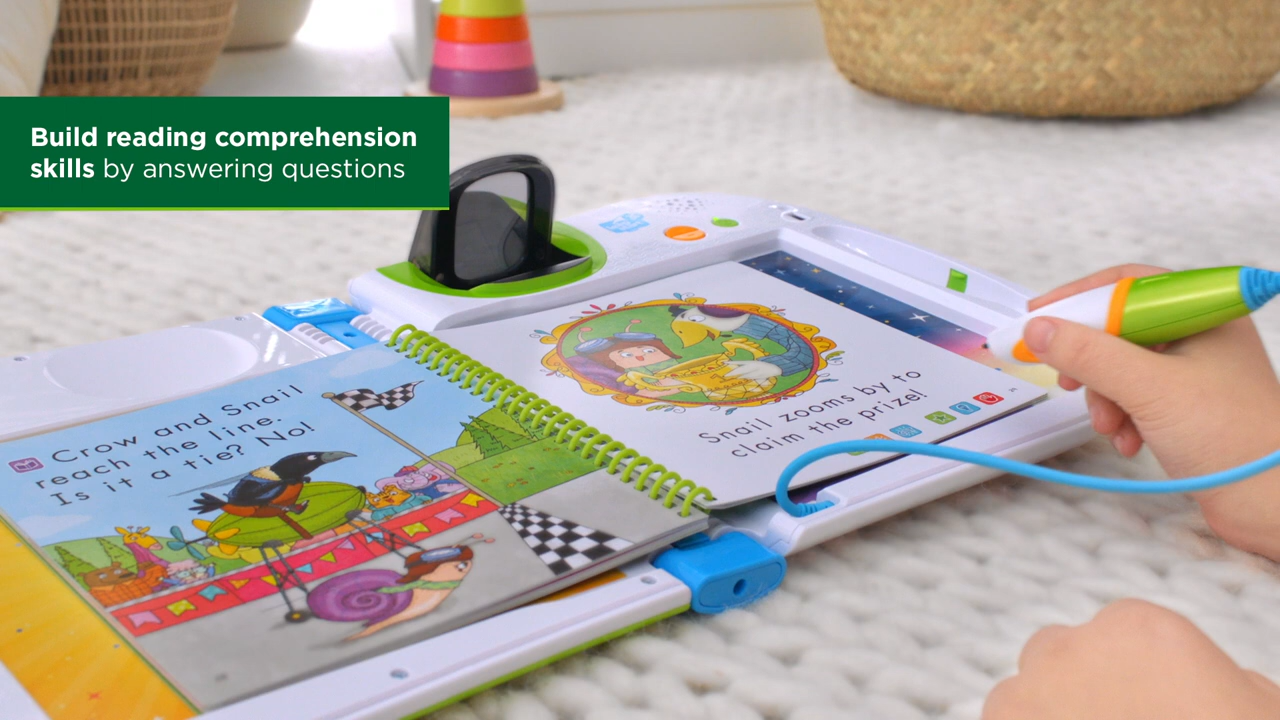 Build reading comprehension
skills by answering questions
Crow and Snail
reach the line.
Is it a tie? No!
Snail zooms by to
claim the prize!